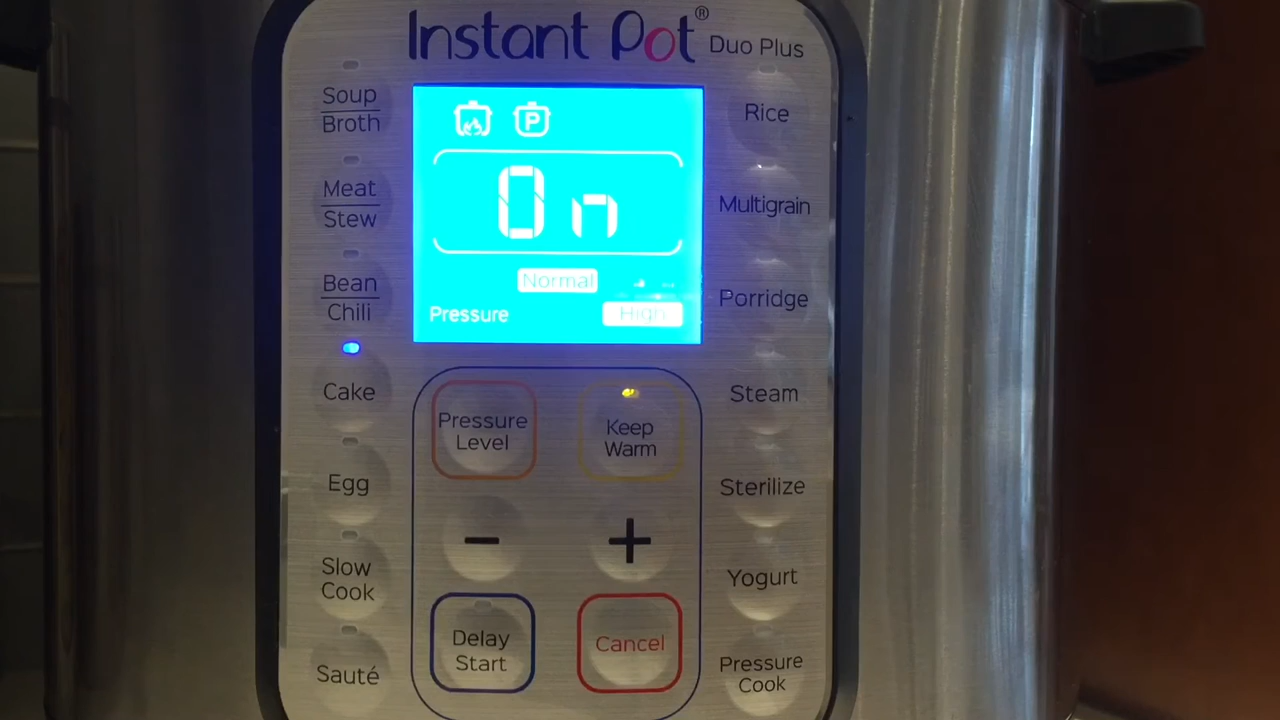 Instant Pot® Duo Plus
Soup
Broth
Meat
Stew
Bean
Chili
Cake
Egg
Slow
Cook
Sauté
P
On
Normal
Pressure High
Pressure
Level
Keep
Warm
-
+
Delay
Start
Cancel
Rice
Multigrain
Porridge
Steam
Sterilize
Yogurt
Pressure
Cook